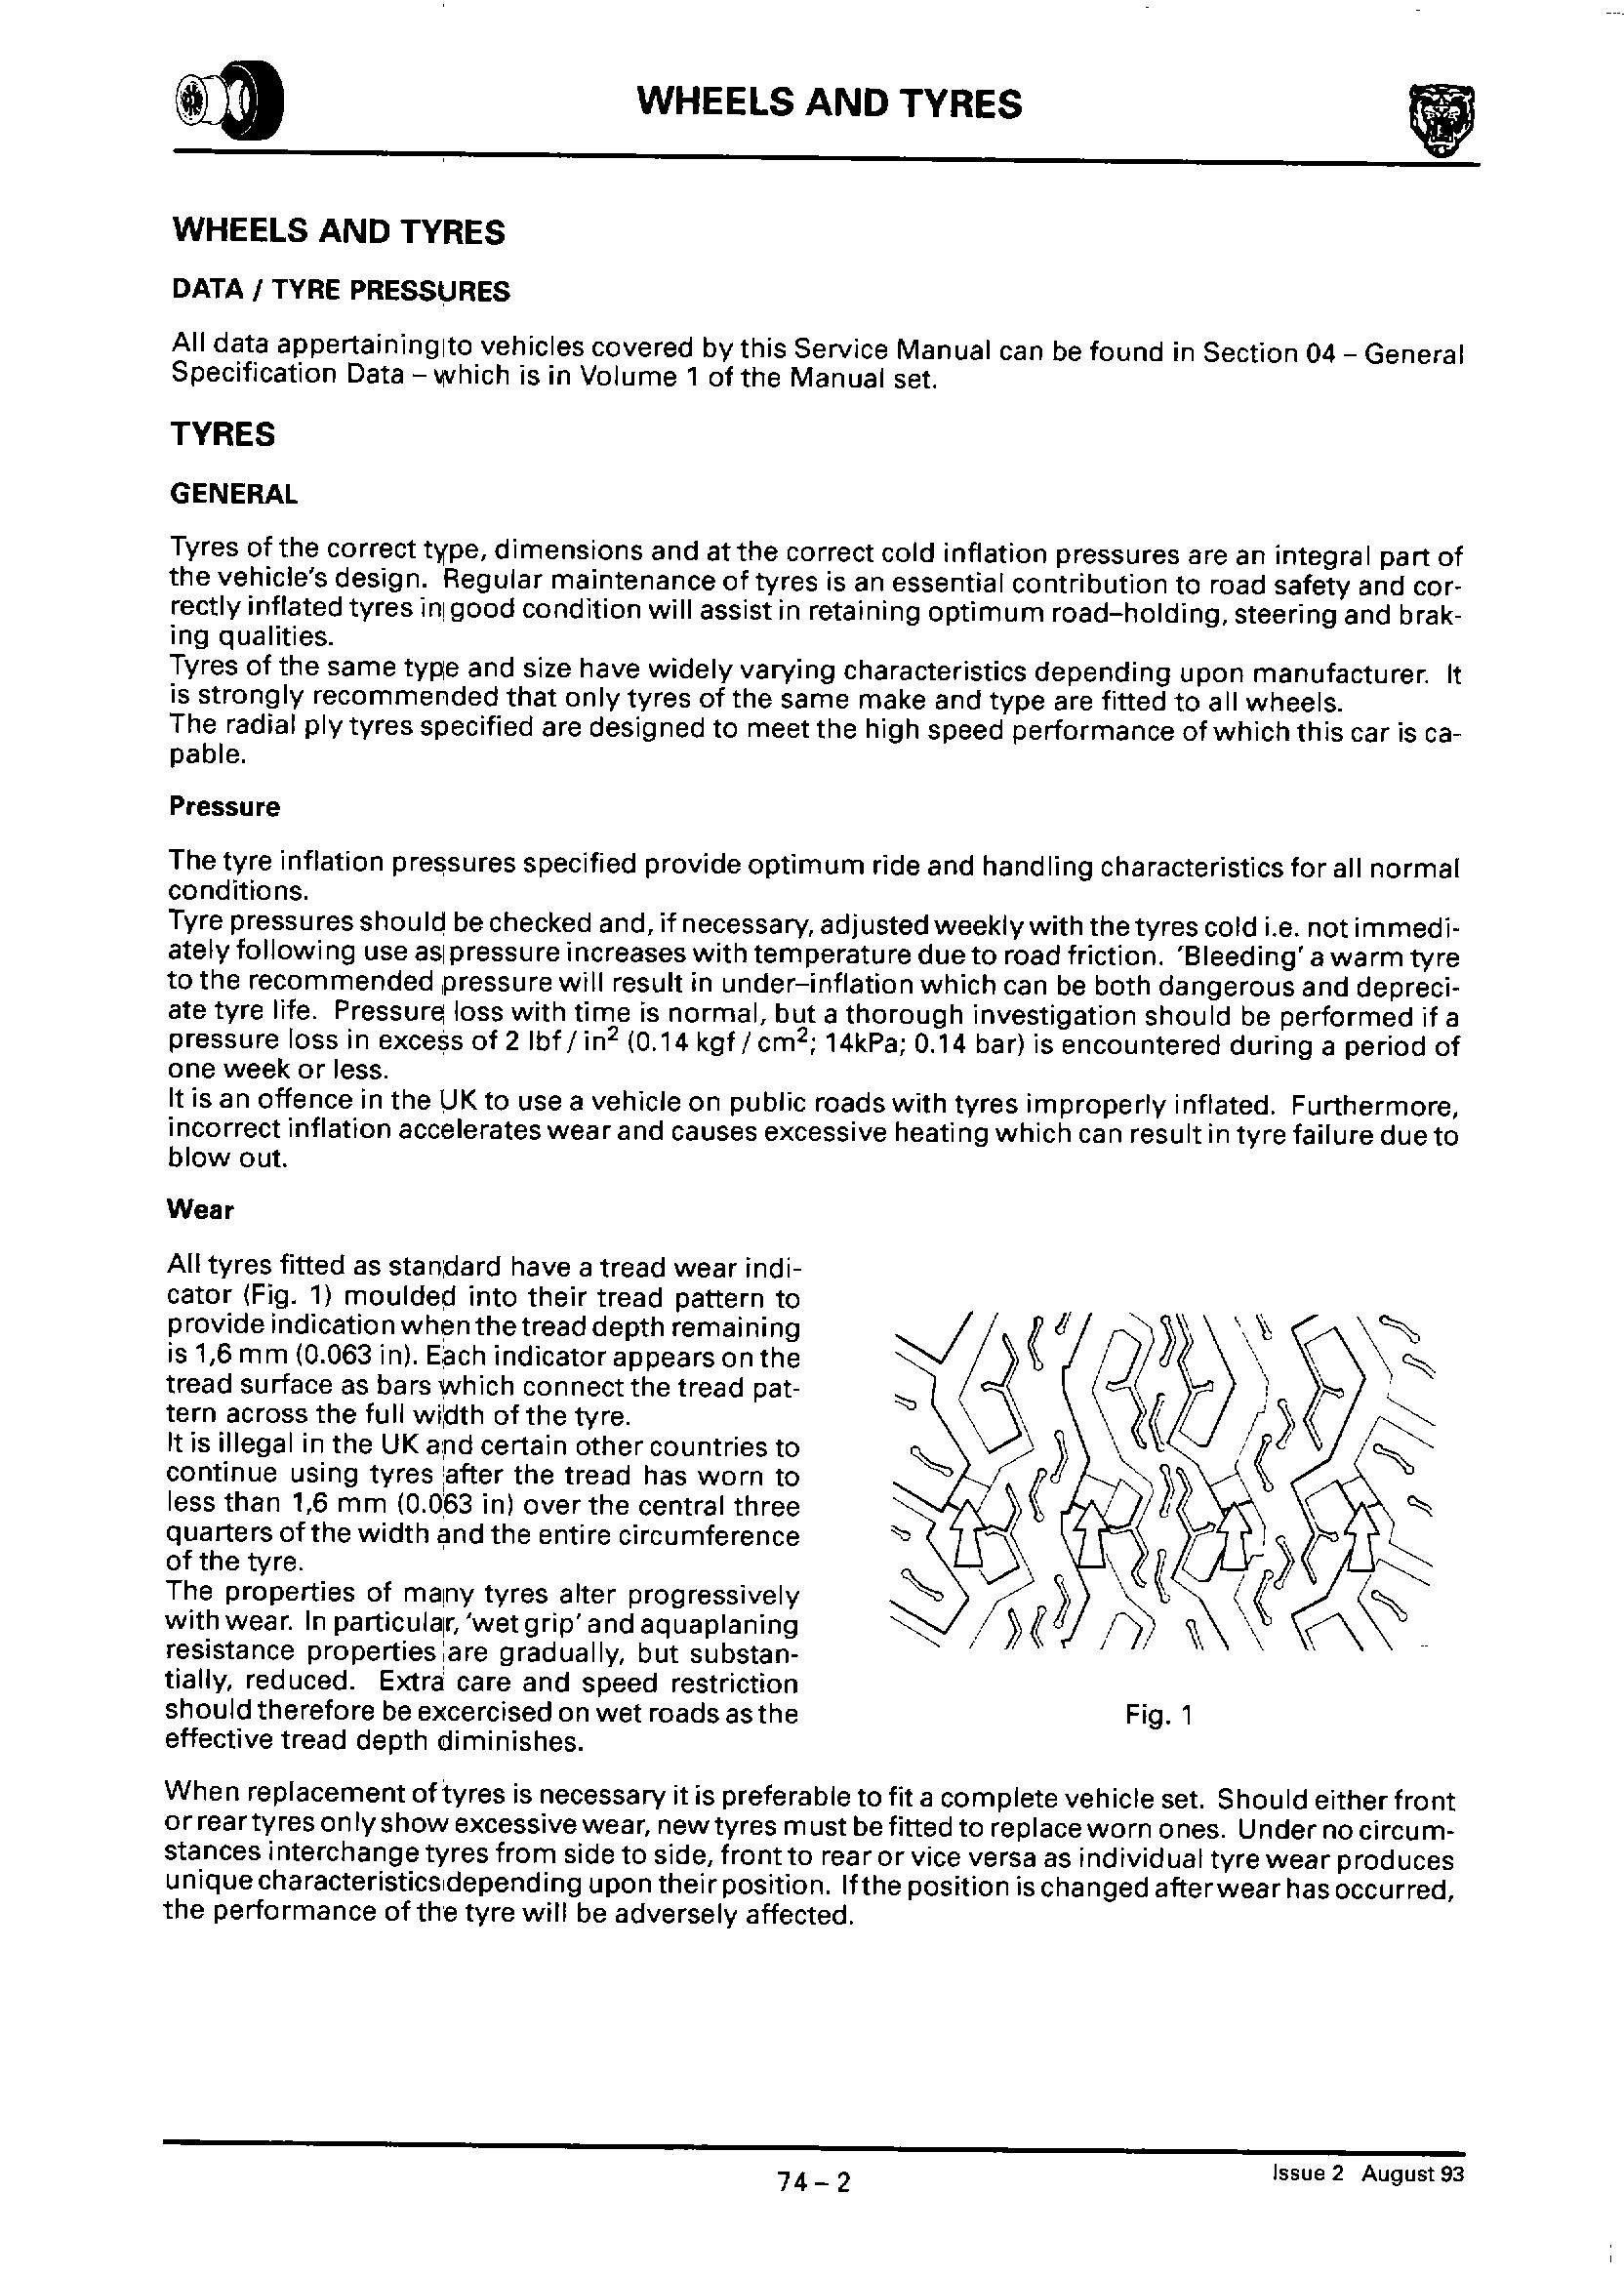 WHEELS AND TYRES
WHEELS AND TYRES
DATA / TYRE PRESSURES
All data appertaining to vehicles covered by this Service Manual can be found in Section 04 – General
Specification Data – which is in Volume 1 of the Manual set.
TYRES
GENERAL
Tyres of the correct type, dimensions and at the correct cold inflation pressures are an integral part of
the vehicle's design. Regular maintenance of tyres is an essential contribution to road safety and cor-
rectly inflated tyres in good condition will assist in retaining optimum road–holding, steering and brak-
ing qualities.
Tyres of the same type and size have widely varying characteristics depending upon manufacturer. It
is strongly recommended that only tyres of the same make and type are fitted to all wheels.
The radial ply tyres specified are designed to meet the high speed performance of which this car is ca-
pable.
Pressure
The tyre inflation pressures specified provide optimum ride and handling characteristics for all normal
conditions.
Tyre pressures should be checked and, if necessary, adjusted weekly with the tyres cold i.e. not immedi-
ately following use as pressure increases with temperature due to road friction. 'Bleeding' a warm tyre
to the recommended pressure will result in under–inflation which can be both dangerous and depreci-
ate tyre life. Pressure loss with time is normal, but a thorough investigation should be performed if a
pressure loss in excess of 2 lbf / in² (0.14 kgf / cm²; 14kPa; 0.14 bar) is encountered during a period of
one week or less.
It is an offence in the UK to use a vehicle on public roads with tyres improperly inflated. Furthermore,
incorrect inflation accelerates wear and causes excessive heating which can result in tyre failure due to
blow out.
Wear
All tyres fitted as standard have a tread wear indi-
cator (Fig. 1) moulded into their tread pattern to
provide indication when the tread depth remaining
is 1,6 mm (0.063 in). Each indicator appears on the
tread surface as bars which connect the tread pat-
tern across the full width of the tyre.
It is illegal in the UK and certain other countries to
continue using tyres after the tread has worn to
less than 1,6 mm (0.063 in) over the central three
quarters of the width and the entire circumference
of the tyre.
The properties of many tyres alter progressively
with wear. In particular, 'wet grip' and aquaplaning
resistance properties are gradually, but substan-
tially, reduced. Extra care and speed restriction
should therefore be excercised on wet roads as the
effective tread depth diminishes.
Fig. 1
When replacement of tyres is necessary it is preferable to fit a complete vehicle set. Should either front
or rear tyres only show excessive wear, new tyres must be fitted to replace worn ones. Under no circum-
stances interchange tyres from side to side, front to rear or vice versa as individual tyre wear produces
unique characteristics depending upon their position. If the position is changed after wear has occurred,
the performance of the tyre will be adversely affected.
74 – 2
Issue 2 August 93